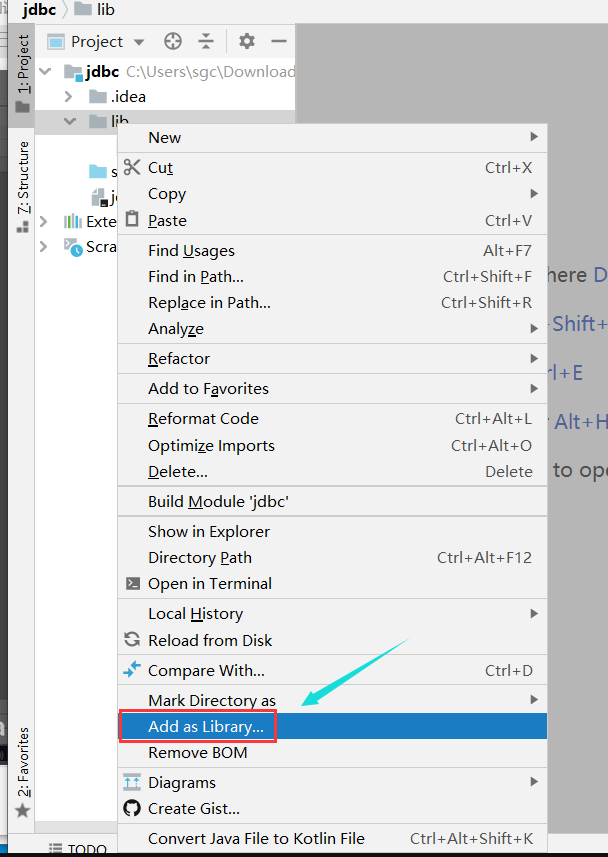 jdbc lib
1: Project
Project
jdbc C:\Users\sgc\Download
.idea
lib
7: Structure
New
Cut Ctrl+X
Copy
Paste Ctrl+V
Find Usages Alt+F7
Find in Path... Ctrl+Shift+F
Replace in Path... Ctrl+Shift+R
Analyze
Refactor
Add to Favorites
Reformat Code Ctrl+Alt+L
Optimize Imports Ctrl+Alt+O
Delete... Delete
Build Module 'jdbc'
Show in Explorer
Directory Path Ctrl+Alt+F12
Open in Terminal
Local History
Reload from Disk
Compare With... Ctrl+D
Mark Directory as
Add as Library...
Remove BOM
Diagrams
Create Gist...
Convert Java File to Kotlin File Ctrl+Alt+Shift+K
Exte
Scra
here D
Shift+
rl+E
Alt+H
to ope
2: Favorites
TODO